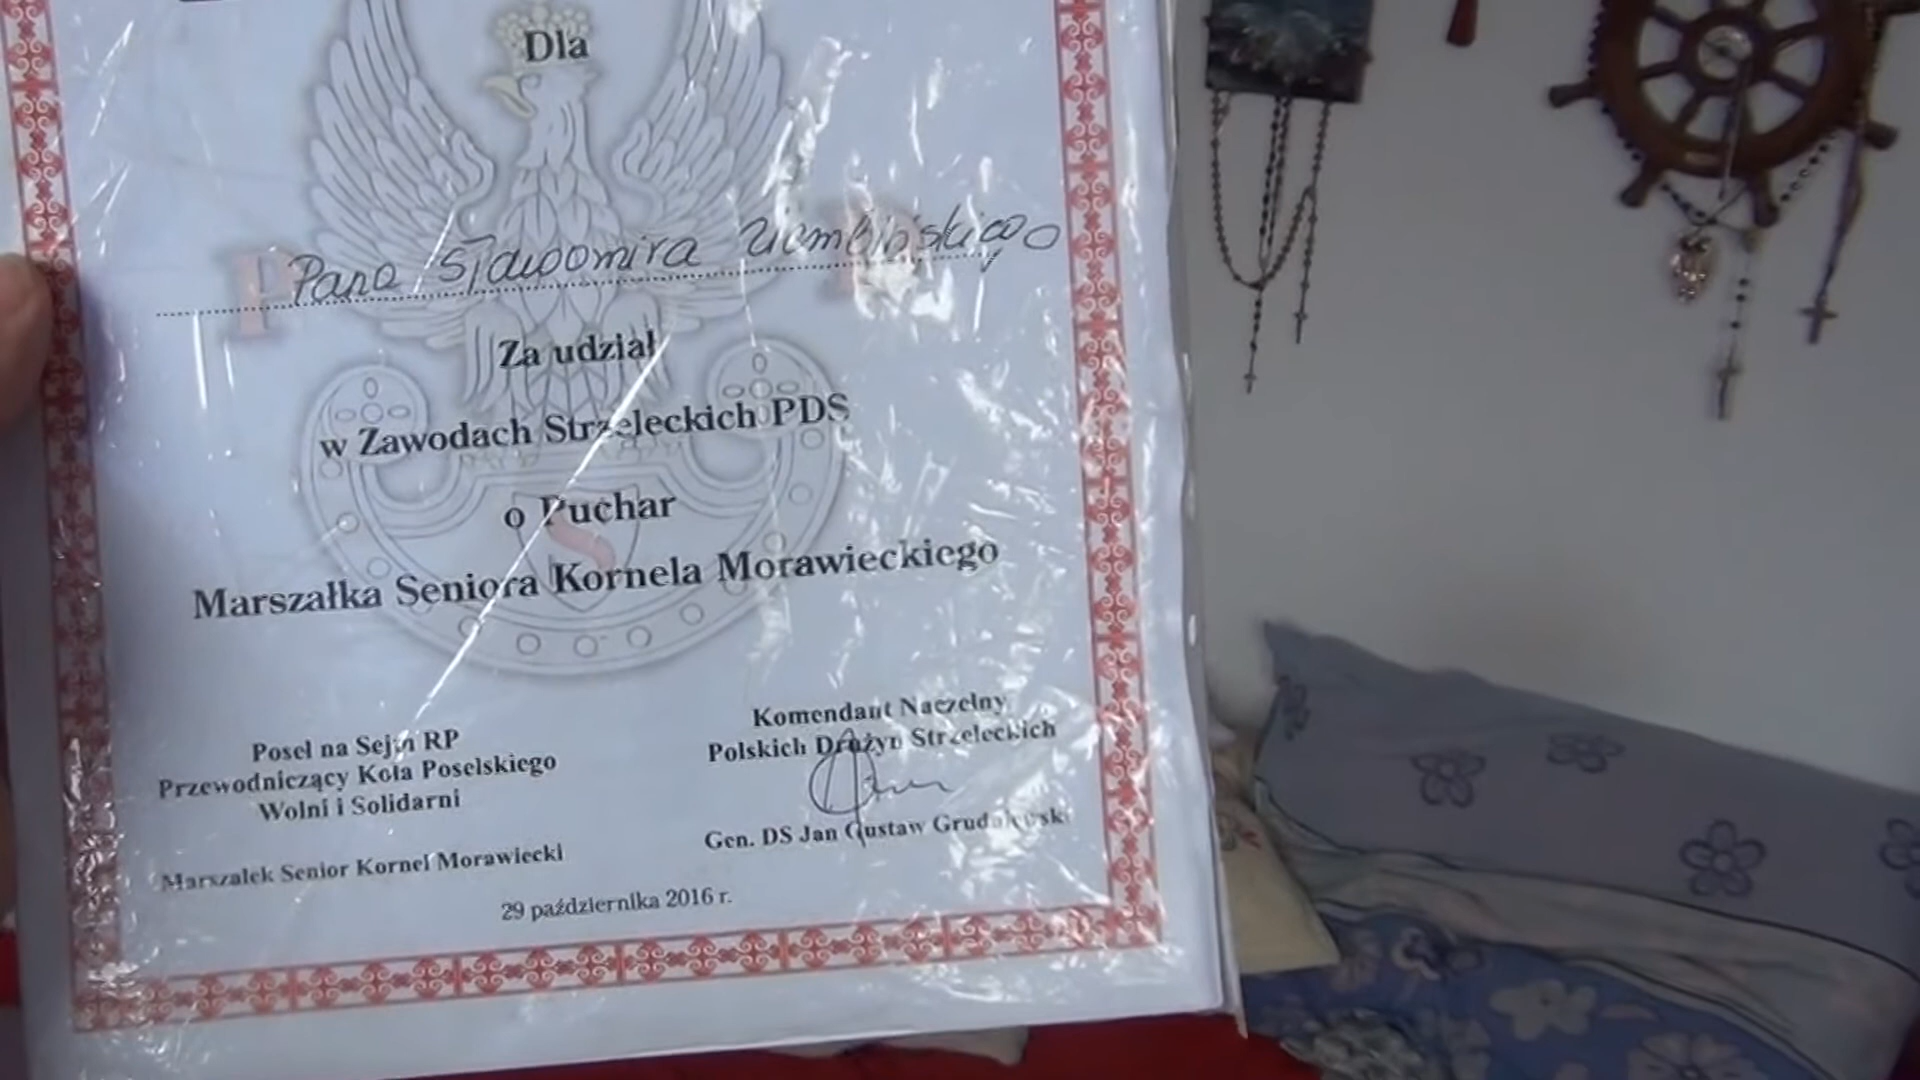 Dla
Pana Sławomira Ziembińskiego
Za udział
w Zawodach Strzeleckich PDS
o Puchar
Marszałka Seniora Kornela Morawieckiego
Poseł na Sejm RP
Przewodniczący Koła Poselskiego
Wolni i Solidarni
Marszałek Senior Kornel Morawiecki
Komendant Naczelny
Polskich Drużyn Strzeleckich
Gen. DS Jan Gustaw Grudniewski
29 października 2016 r.